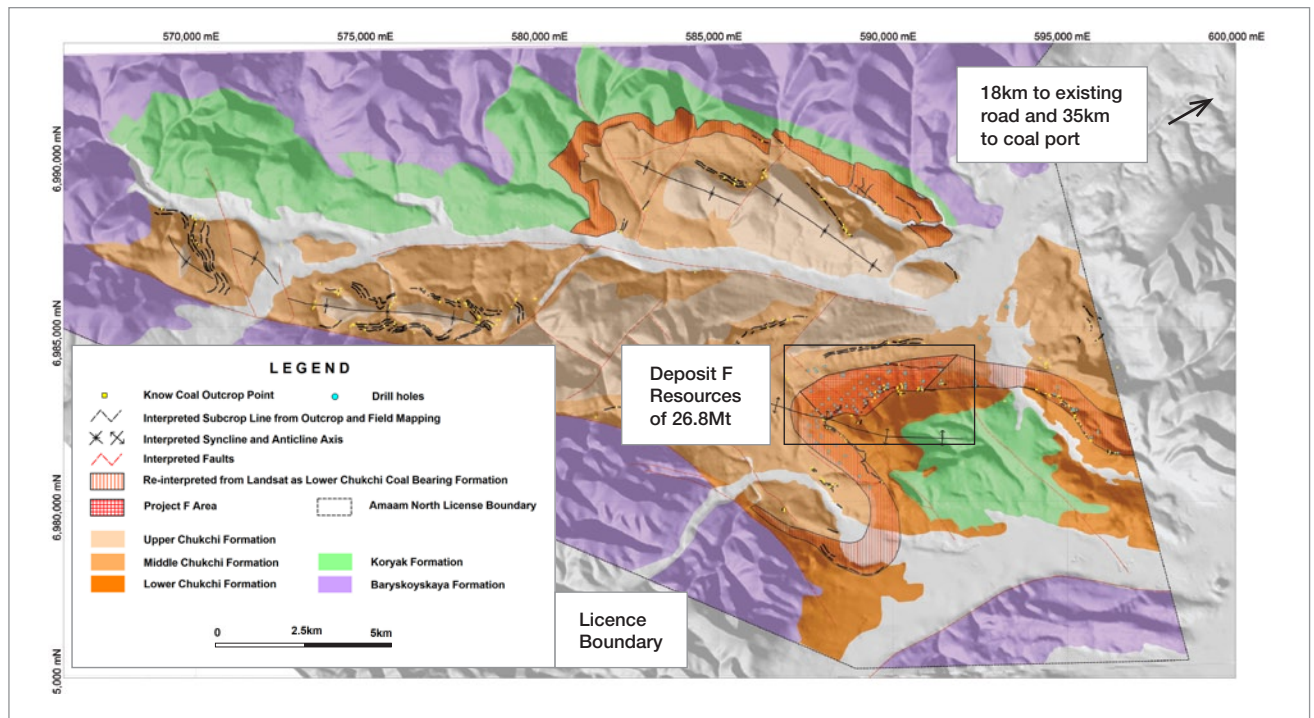 570,000 mE
575,000 mE
580,000 mE
585,000 mE
590,000 mE
595,000 mE
600,000 mE
6,990,000 mN
6,985,000 mN
6,980,000 mN
5,000 mN
18km to existing
road and 35km
to coal port
Deposit F
Resources
of 26.8Mt
LEGEND
Know Coal Outcrop Point
Drill holes
Interpreted Subcrop Line from Outcrop and Field Mapping
Interpreted Syncline and Anticline Axis
Interpreted Faults
Re-interpreted from Landsat as Lower Chukchi Coal Bearing Formation
Project F Area
Amaam North License Boundary
Upper Chukchi Formation
Middle Chukchi Formation
Koryak Formation
Lower Chukchi Formation
Baryskoyskaya Formation
0 2.5km 5km
Licence
Boundary